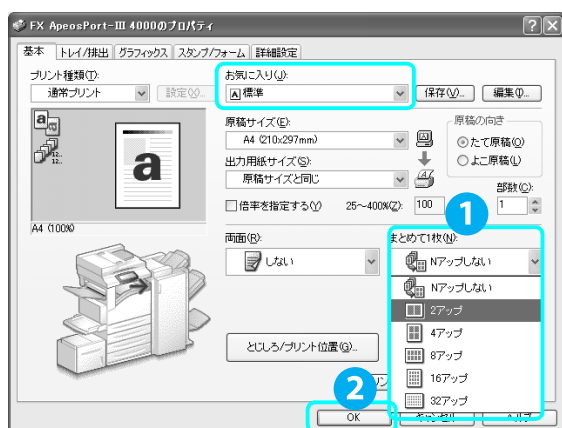 FX ApeosPort-III 4000のプロパティ
基本 トレイ/排出 グラフィックス スタンプ/フォーム 詳細設定
プリント種類(T):
通常プリント 設定(X)...
お気に入り(J):
A 標準 保存(V)... 編集(I)...
a
12..
12..
a
A4 (100%)
原稿サイズ(E):
A4 (210x297mm)
出力用紙サイズ(S):
原稿サイズと同じ
倍率を指定する(Y) 25～400%(Z): 100
原稿の向き
たて原稿(O)
よこ原稿(L)
部数(C):
1
1
両面(R):
しない
まとめて1枚(N):
Nアップしない
Nアップしない
2アップ
4アップ
8アップ
16アップ
32アップ
とじしろ/プリント位置(G)...
2
OK